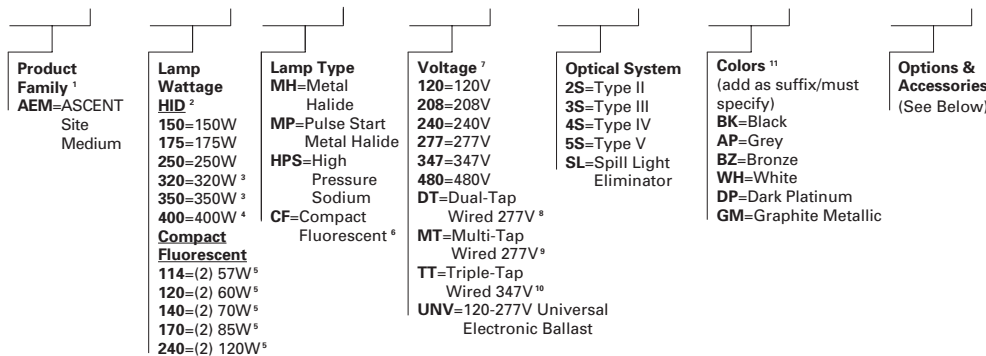 Product
Family ¹
AEM=ASCENT
Site
Medium
Lamp
Wattage
HID ²
150=150W
175=175W
250=250W
320=320W ³
350=350W ³
400=400W ⁴
Compact
Fluorescent
114=(2) 57W ⁵
120=(2) 60W ⁵
140=(2) 70W ⁵
170=(2) 85W ⁵
240=(2) 120W ⁵
Lamp Type
MH=Metal
Halide
MP=Pulse Start
Metal Halide
HPS=High
Pressure
Sodium
CF=Compact
Fluorescent ⁶
Voltage ⁷
120=120V
208=208V
240=240V
277=277V
347=347V
480=480V
DT=Dual-Tap
Wired 277V ⁸
MT=Multi-Tap
Wired 277V ⁹
TT=Triple-Tap
Wired 347V ¹⁰
UNV=120-277V Universal
Electronic Ballast
Optical System
2S=Type II
3S=Type III
4S=Type IV
5S=Type V
SL=Spill Light
Eliminator
Colors ¹¹
(add as suffix/must
specify)
BK=Black
AP=Grey
BZ=Bronze
WH=White
DP=Dark Platinum
GM=Graphite Metallic
Options &
Accessories
(See Below)